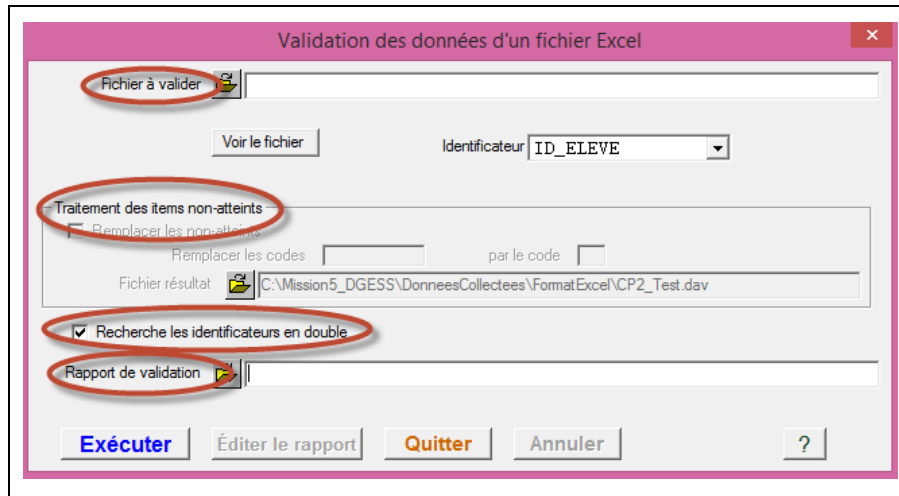 Validation des données d'un fichier Excel
Fichier à valider
Voir le fichier Identificateur ID_ELEVE
Traitement des items non-atteints
Remplacer les non-atteints
Remplacer les codes par le code
Fichier résultat C:\Mission5_DGESS\DonneesCollectees\FormatExcel\CP2_Test.dav
Recherche les identificateurs en double
Rapport de validation
Exécuter Éditer le rapport Quitter Annuler ?